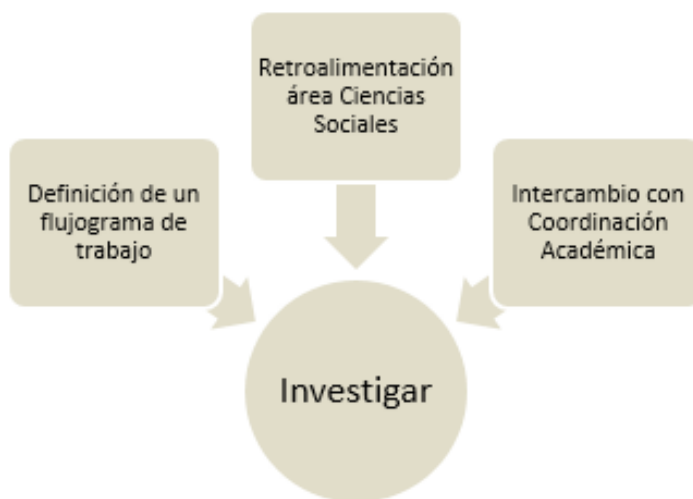 Retroalimentación
área Ciencias
Sociales
Definición de un
flujograma de
trabajo
Intercambio con
Coordinación
Académica
Investigar